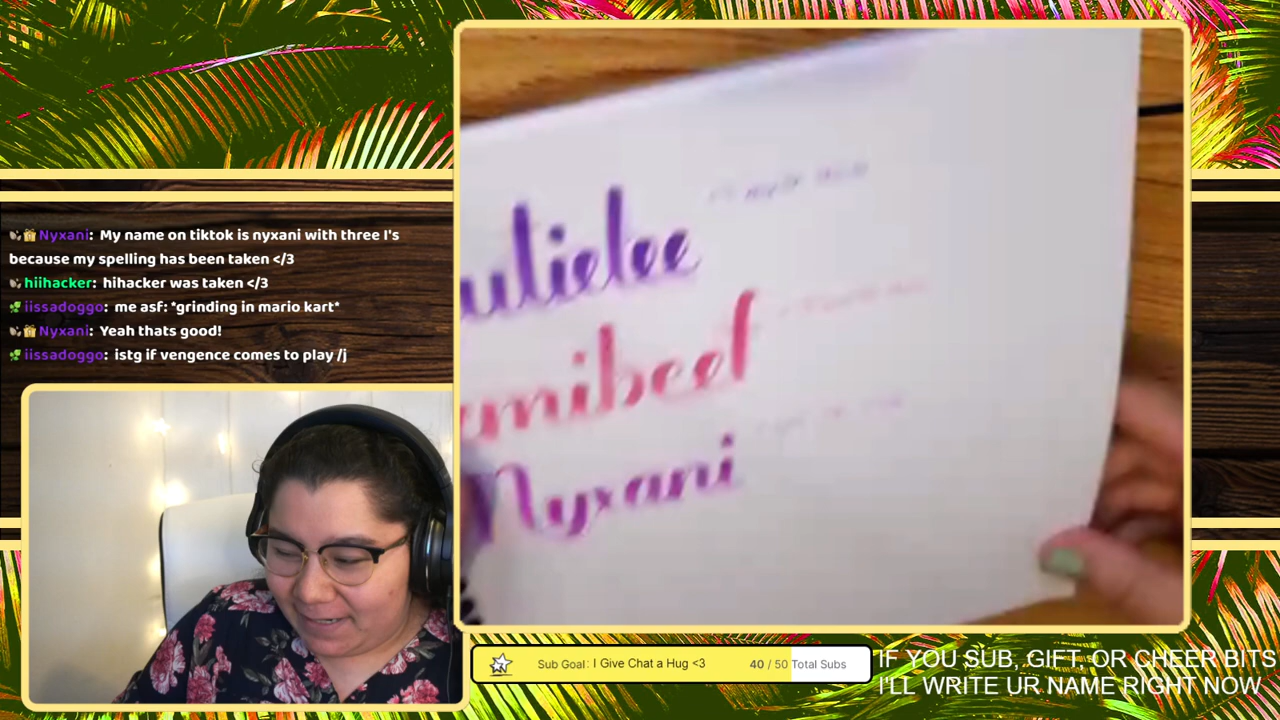 Nyxani: My name on tiktok is nyxani with three I's
because my spelling has been taken </3
hiihacker: hihacker was taken </3
iissadoggo: me asf: *grinding in mario kart*
Nyxani: Yeah thats good!
iissadoggo: istg if vengence comes to play /j
ulielee
mibeef
Nyxani
Sub Goal: I Give Chat a Hug <3 40 / 50 Total Subs
IF YOU SUB, GIFT, OR CHEER BITS
I'LL WRITE UR NAME RIGHT NOW